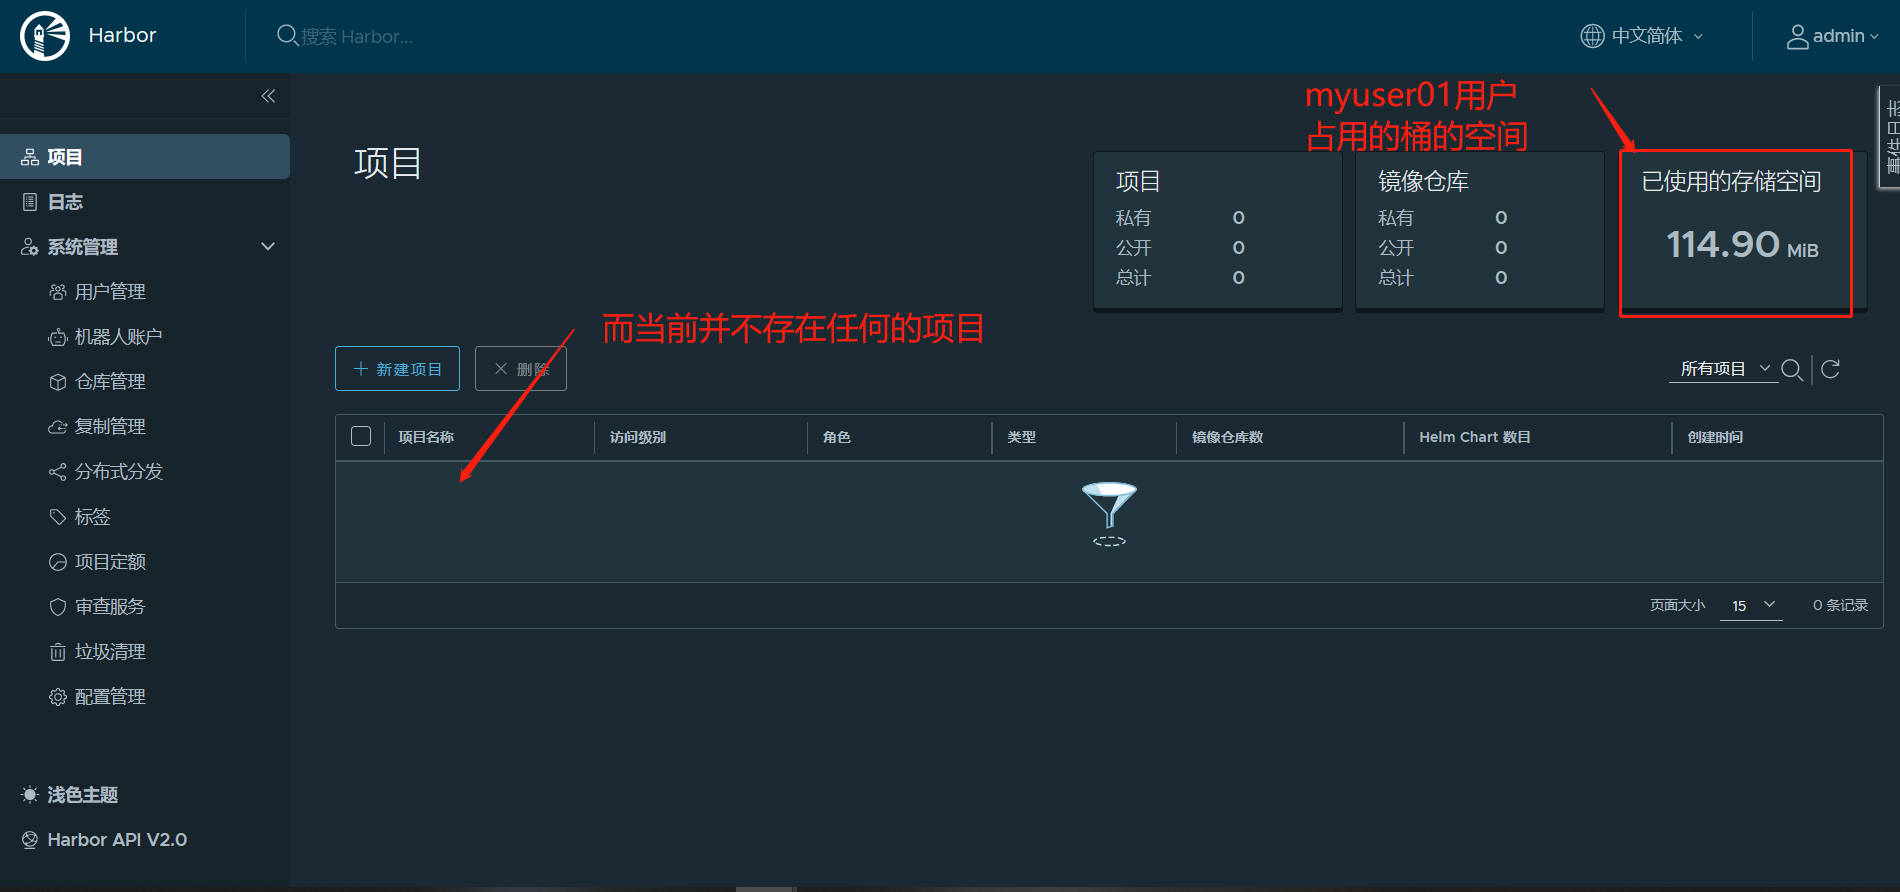 Harbor
搜索 Harbor...
中文简体
admin
项目
日志
系统管理
用户管理
机器人账户
仓库管理
复制管理
分布式分发
标签
项目定额
审查服务
垃圾清理
配置管理
浅色主题
Harbor API V2.0
事件日志
myuser01用户
占用的桶的空间
项目
项目
私有 0
公开 0
总计 0
镜像仓库
私有 0
公开 0
总计 0
已使用的存储空间
114.90 MiB
而当前并不存在任何的项目
新建项目
删除
所有项目
项目名称 访问级别 角色 类型 镜像仓库数 Helm Chart 数目 创建时间
页面大小 15 0 条记录